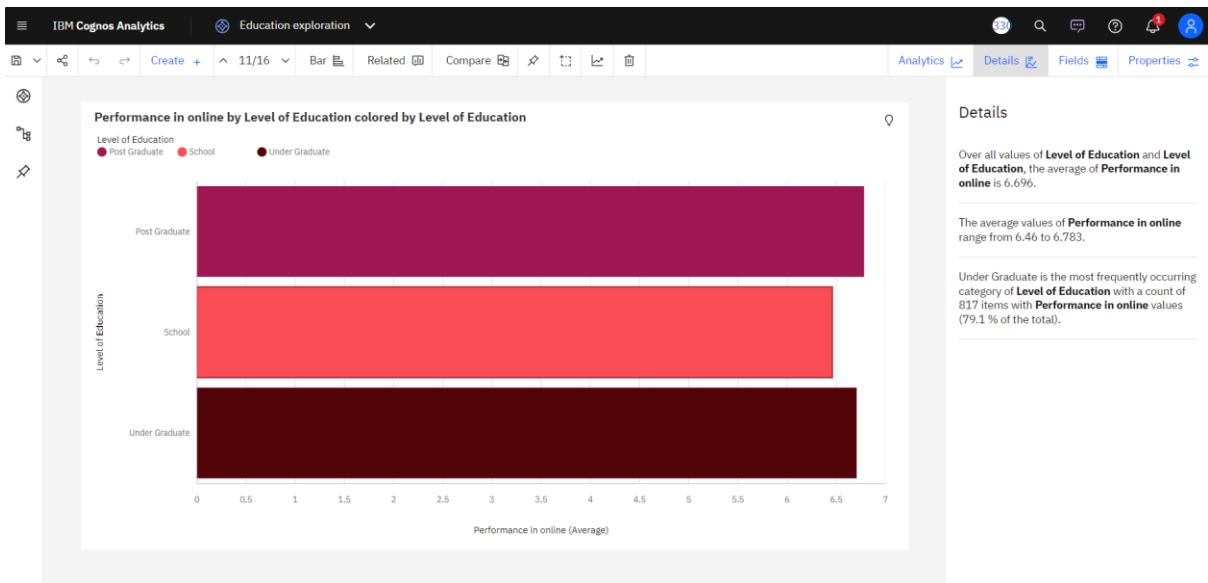 IBM Cognos Analytics
Education exploration
330
1
Create +
11/16
Bar
Related
Compare
Analytics
Details
Fields
Properties
Performance in online by Level of Education colored by Level of Education
Level of Education
Post Graduate School Under Graduate
Post Graduate
School
Under Graduate
Level of Education
0 0.5 1 1.5 2 2.5 3 3.5 4 4.5 5 5.5 6 6.5 7
Performance in online (Average)
Details
Over all values of Level of Education and Level
of Education, the average of Performance in
online is 6.696.
The average values of Performance in online
range from 6.46 to 6.783.
Under Graduate is the most frequently occurring
category of Level of Education with a count of
817 items with Performance in online values
(79.1 % of the total).